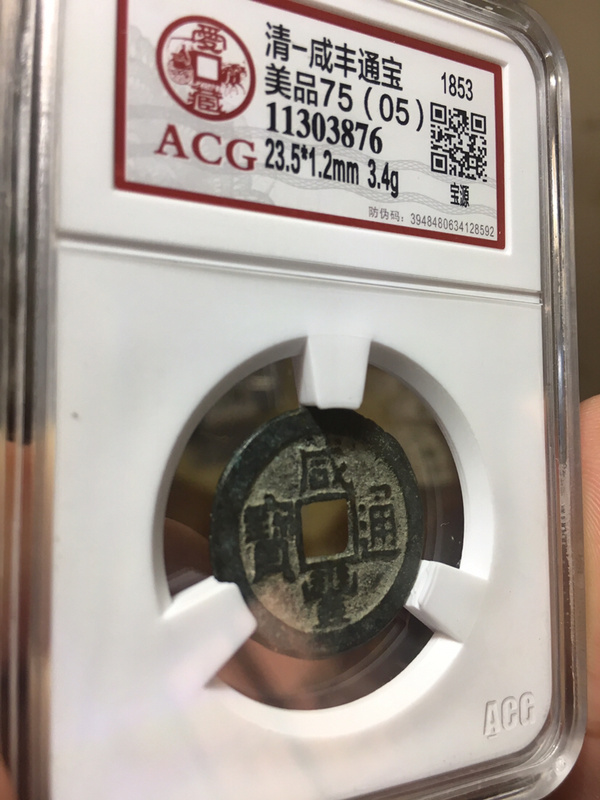 清-咸丰通宝
1853
美品75（05）
11303876
ACG
23.5*1.2mm 3.4g
宝源
防伪码：3948480634128592
咸
豐
通
寶
ACG